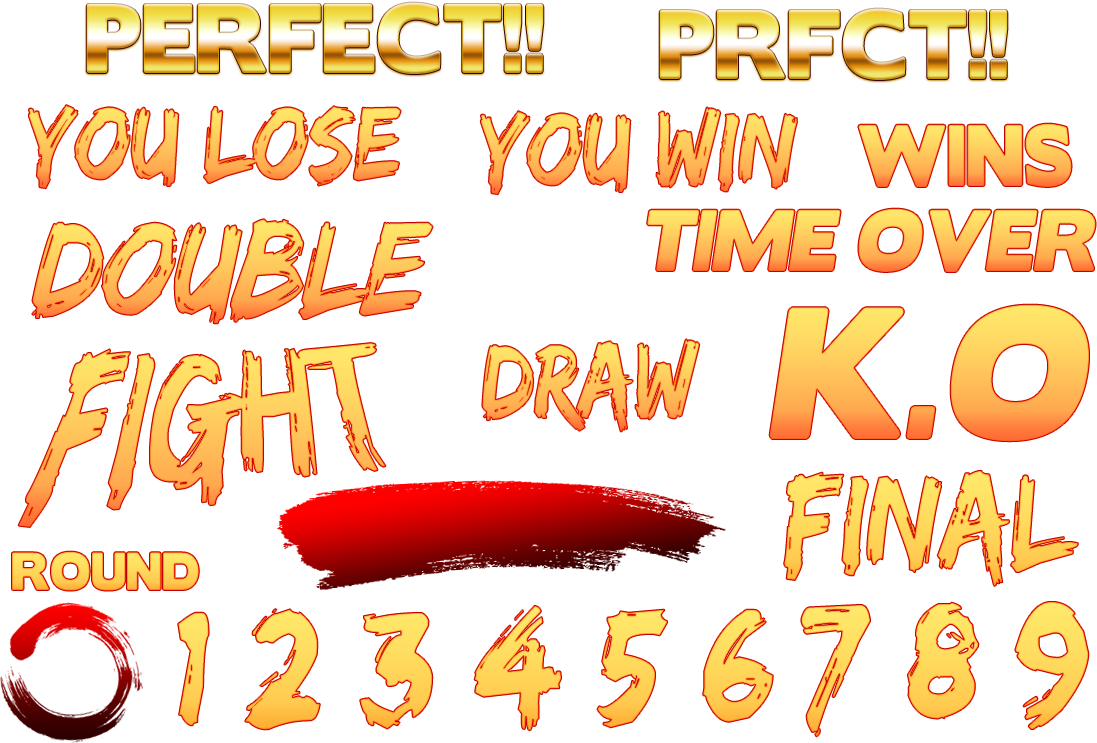 PERFECT!! PRFCT!!
YOU LOSE YOU WIN WINS
DOUBLE TIME OVER
FIGHT DRAW K.O
FINAL
ROUND
1 2 3 4 5 6 7 8 9